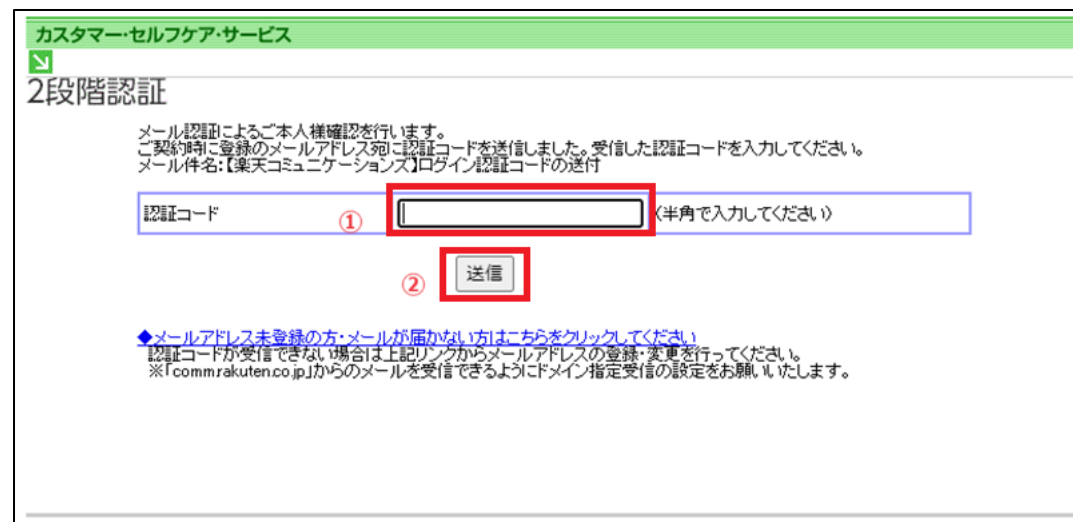 カスタマー・セルフケア・サービス
2段階認証
メール認証によるご本人様確認を行います。
ご契約時に登録のメールアドレス宛に認証コードを送信しました。受信した認証コードを入力してください。
メール件名:【楽天コミュニケーションズ】ログイン認証コードの送付
認証コード ① (半角で入力してください)
② 送信
◆メールアドレス未登録の方・メールが届かない方はこちらをクリックしてください
認証コードが受信できない場合は上記リンクからメールアドレスの登録・変更を行ってください。
※「comm.rakuten.co.jp」からのメールを受信できるようにドメイン指定受信の設定をお願いいたします。